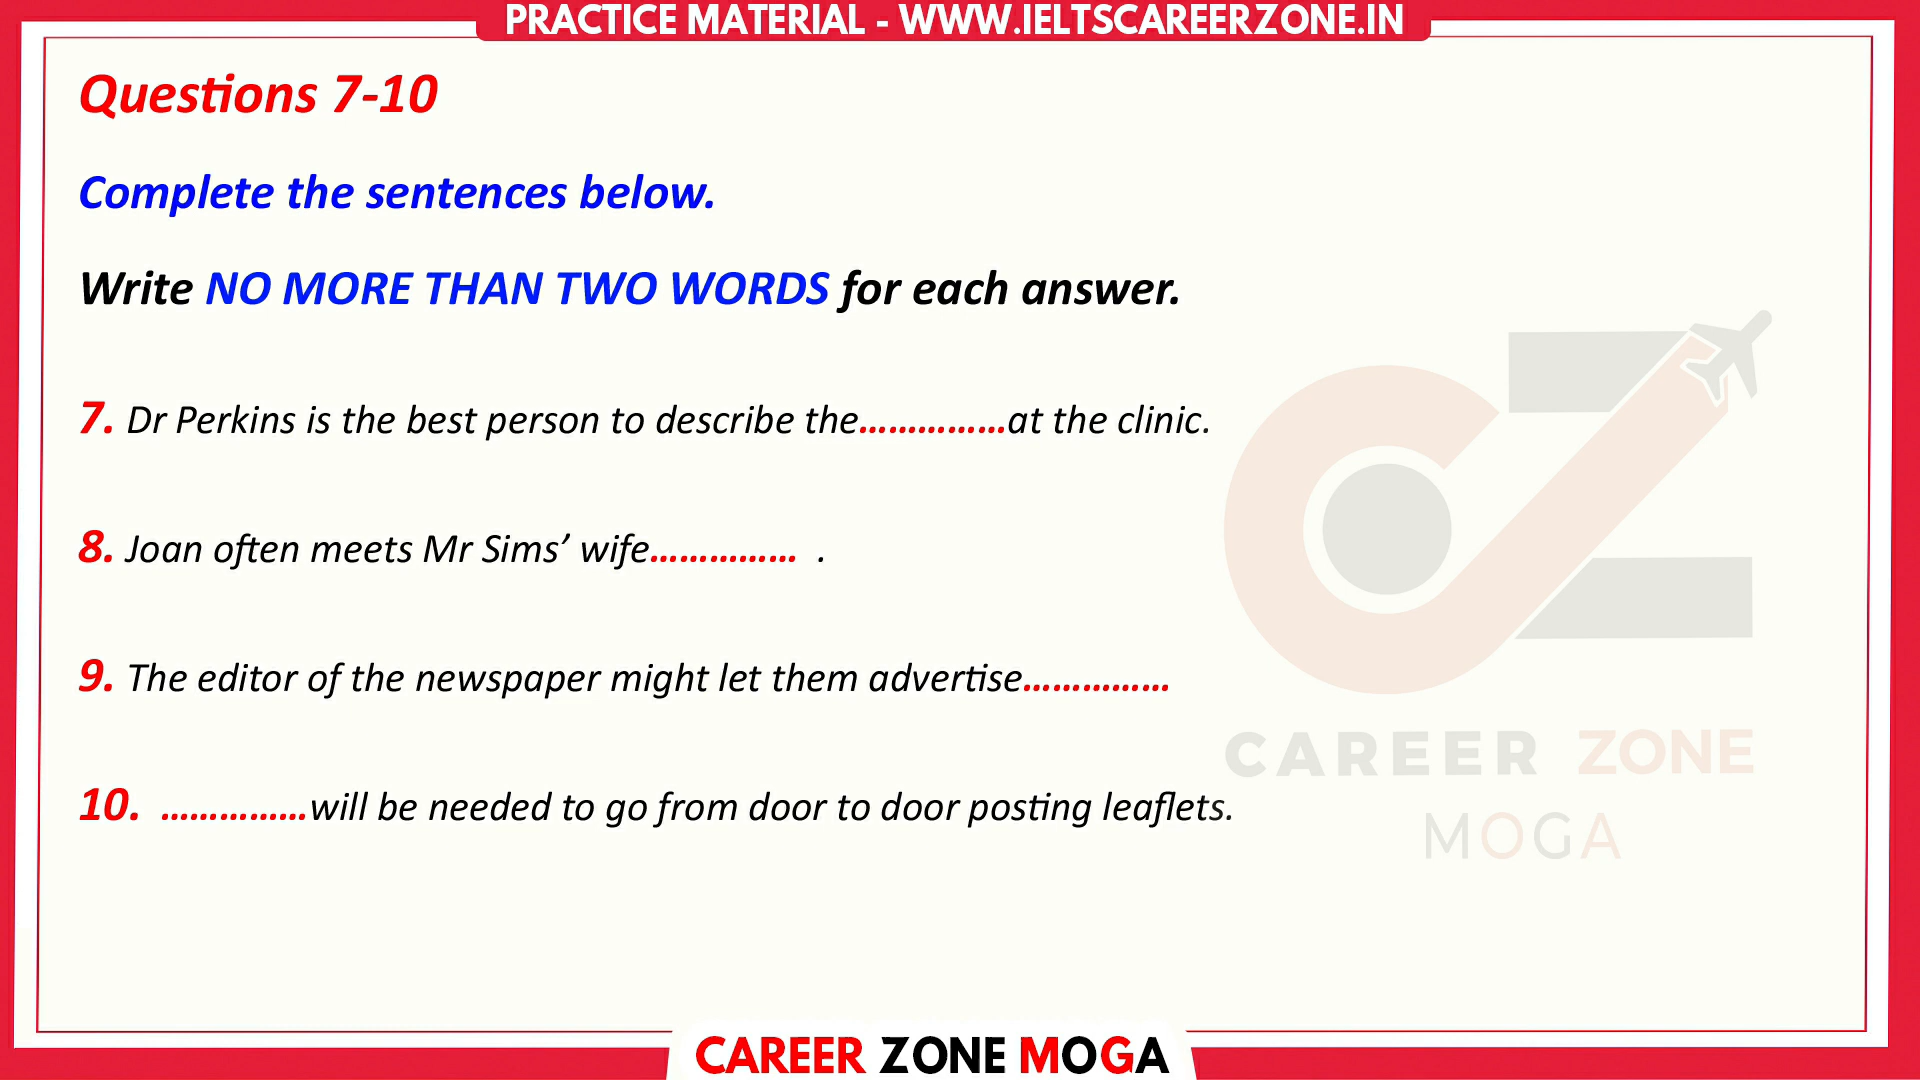 PRACTICE MATERIAL - WWW.IELTSCAREERZONE.IN
Questions 7-10
Complete the sentences below.
Write NO MORE THAN TWO WORDS for each answer.
7. Dr Perkins is the best person to describe the……………at the clinic.
8. Joan often meets Mr Sims’ wife…………… .
9. The editor of the newspaper might let them advertise……………
10. ……………will be needed to go from door to door posting leaflets.
CAREER ZONE
MOGA
CAREER ZONE MOGA